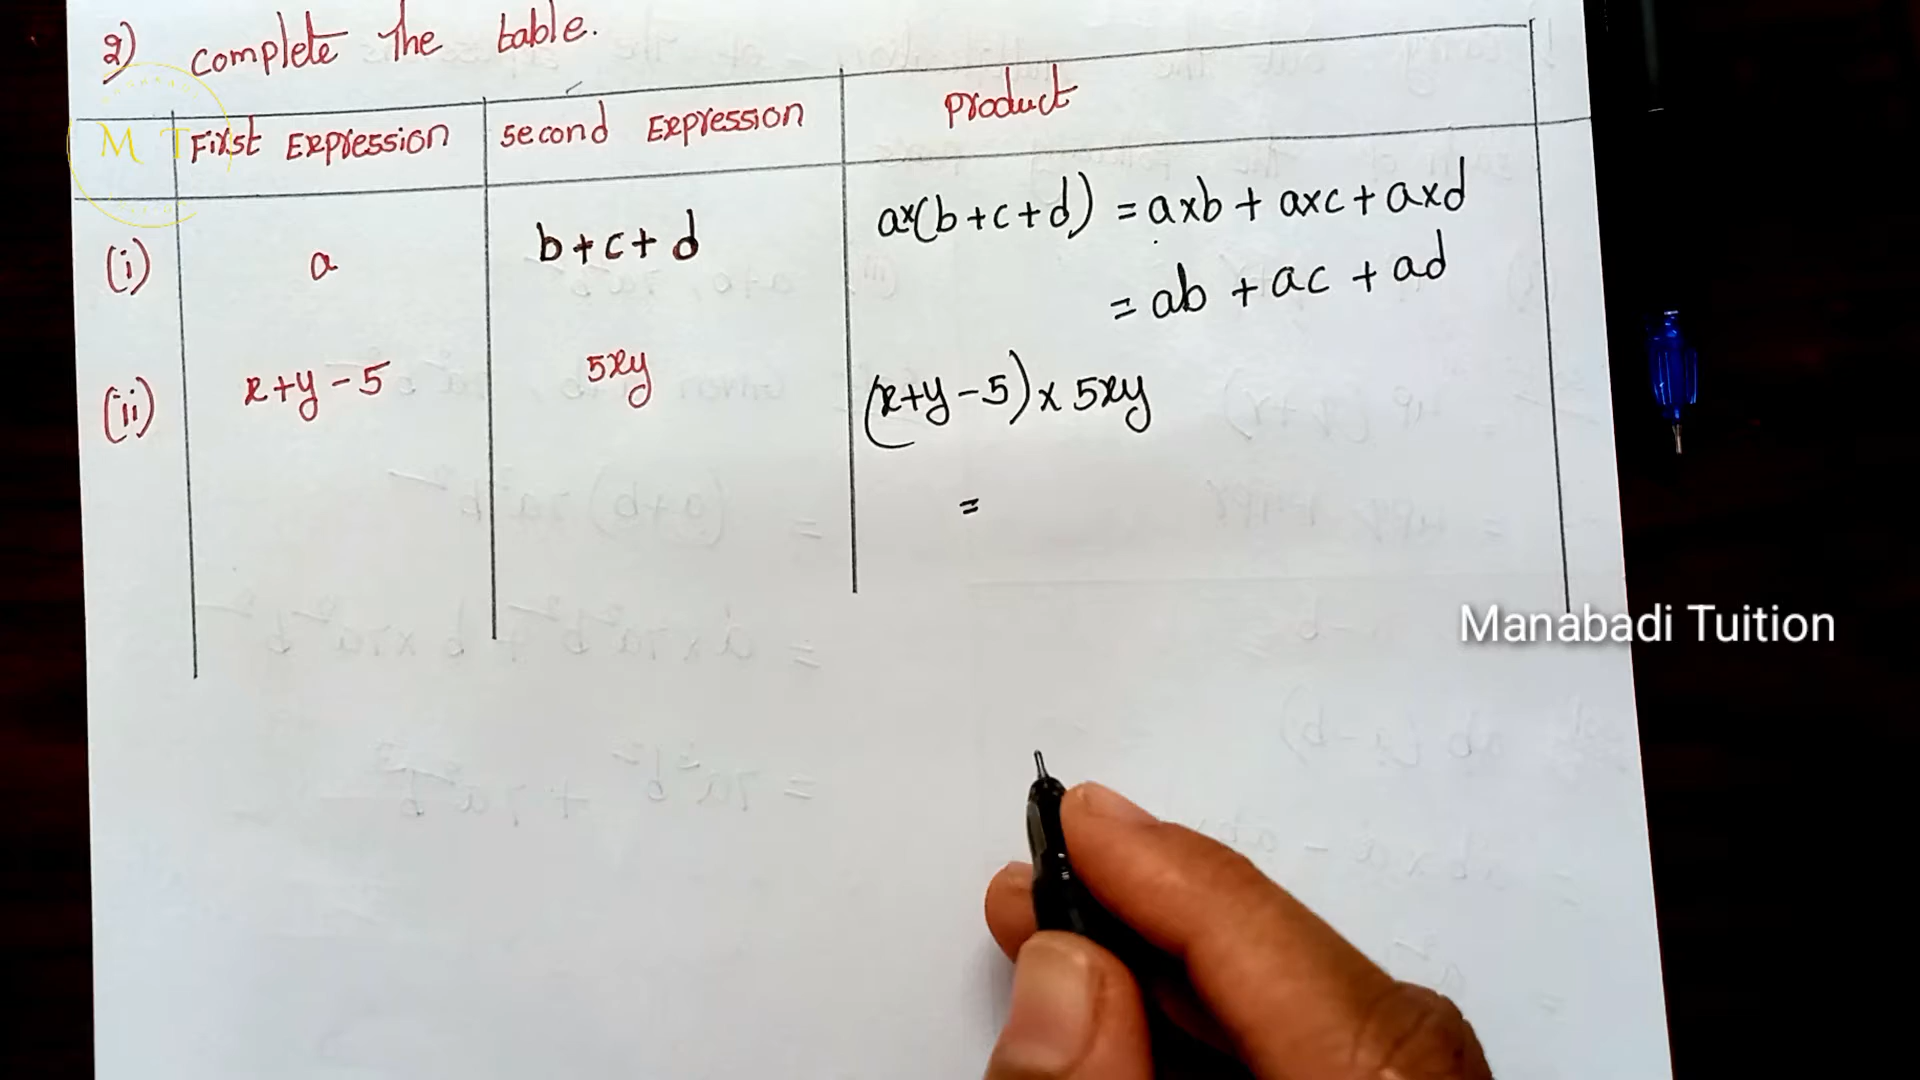 2) complete the table.
M T
First Expression second Expression product
(i) a b+c+d a×(b+c+d) = a×b + a×c + a×d
= ab + ac + ad
(ii) x+y-5 5xy (x+y-5)×5xy
=
Manabadi Tuition